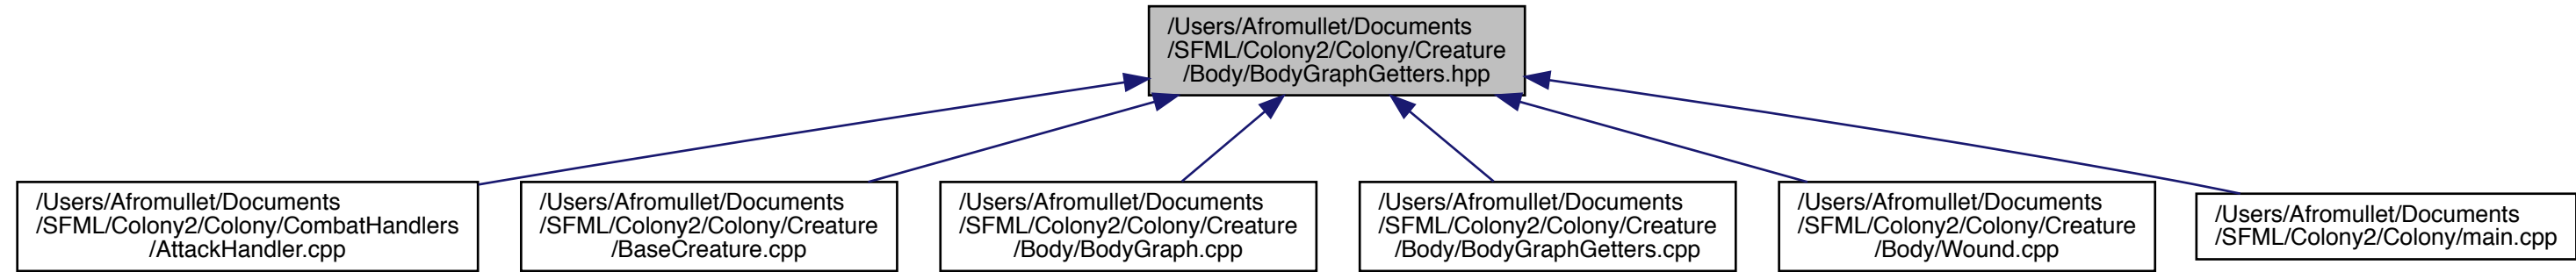 /Users/Afromullet/Documents
/SFML/Colony2/Colony/Creature
/Body/BodyGraphGetters.hpp
/Users/Afromullet/Documents
/SFML/Colony2/Colony/CombatHandlers
/AttackHandler.cpp
/Users/Afromullet/Documents
/SFML/Colony2/Colony/Creature
/BaseCreature.cpp
/Users/Afromullet/Documents
/SFML/Colony2/Colony/Creature
/Body/BodyGraph.cpp
/Users/Afromullet/Documents
/SFML/Colony2/Colony/Creature
/Body/BodyGraphGetters.cpp
/Users/Afromullet/Documents
/SFML/Colony2/Colony/Creature
/Body/Wound.cpp
/Users/Afromullet/Documents
/SFML/Colony2/Colony/main.cpp